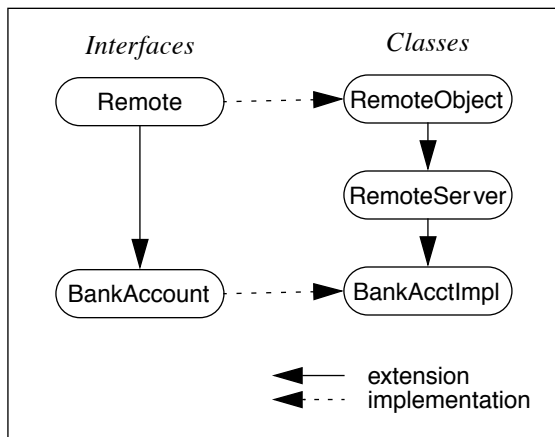 Interfaces Classes
Remote RemoteObject
RemoteServer
BankAccount BankAcctImpl
extension
implementation